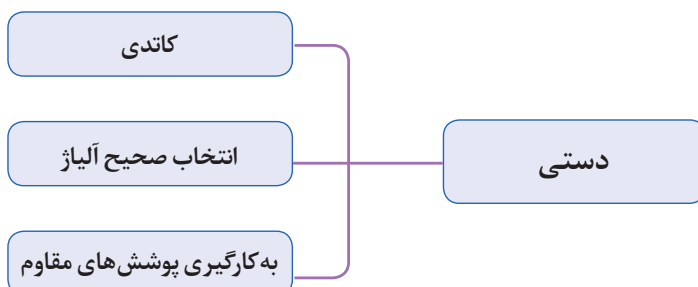 دستی
کاتدی
انتخاب صحیح آلیاژ
به‌کارگیری پوشش‌های مقاوم